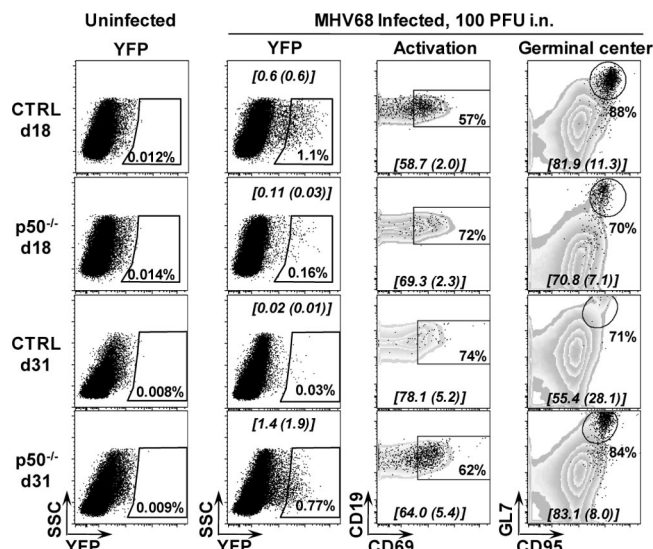 Uninfected
MHV68 Infected, 100 PFU i.n.
YFP
YFP
Activation
Germinal center
CTRL
d18
0.012%
[0.6 (0.6)]
1.1%
57%
[58.7 (2.0)]
88%
[81.9 (11.3)]
p50-/-
d18
0.014%
[0.11 (0.03)]
0.16%
72%
[69.3 (2.3)]
70%
[70.8 (7.1)]
CTRL
d31
0.008%
[0.02 (0.01)]
0.03%
74%
[78.1 (5.2)]
71%
[55.4 (28.1)]
p50-/-
d31
0.009%
[1.4 (1.9)]
0.77%
62%
[64.0 (5.4)]
84%
[83.1 (8.0)]
SSC
YFP
SSC
YFP
CD19
CD69
GL7
CD95